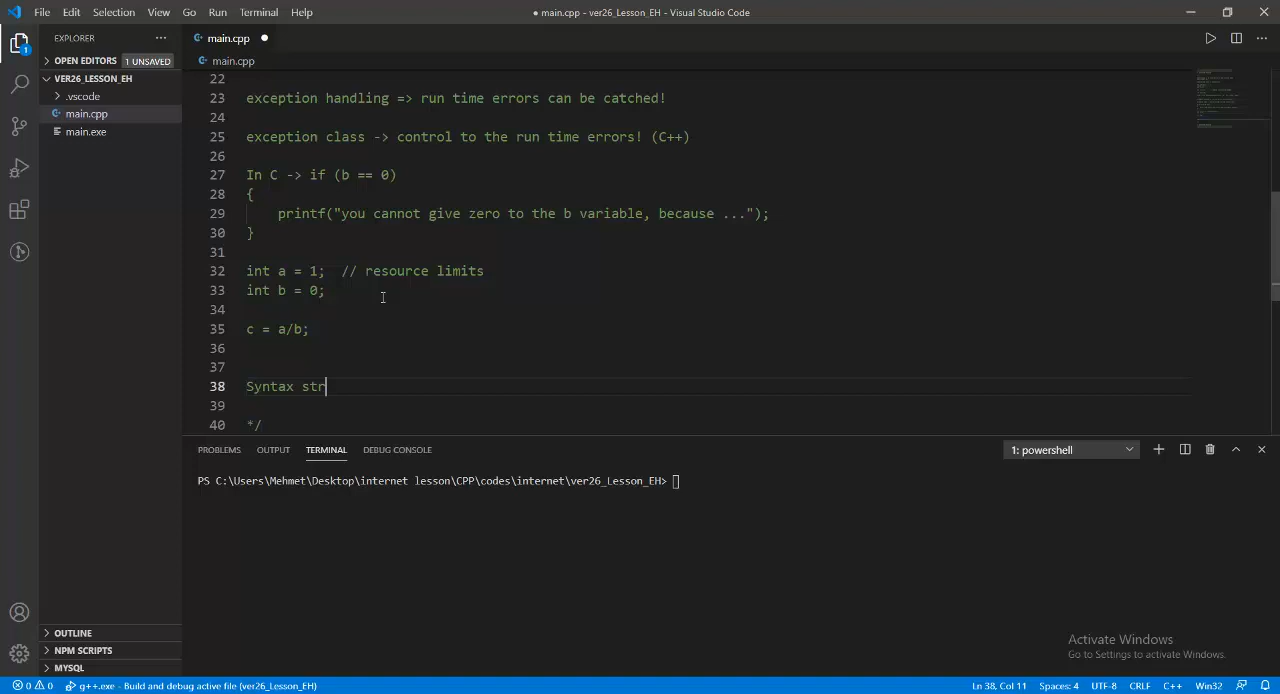 File Edit Selection View Go Run Terminal Help
● main.cpp - ver26_Lesson_EH - Visual Studio Code
EXPLORER ...
OPEN EDITORS 1 UNSAVED
VER26_LESSON_EH
.vscode
main.cpp
main.exe
OUTLINE
NPM SCRIPTS
MYSQL
1
main.cpp ●
main.cpp
22
23 exception handling => run time errors can be catched!
24
25 exception class -> control to the run time errors! (C++)
26
27 In C -> if (b == 0)
28 {
29 printf("you cannot give zero to the b variable, because ...");
30 }
31
32 int a = 1; // resource limits
33 int b = 0;
34
35 c = a/b;
36
37
38 Syntax str
39
40 */
PROBLEMS OUTPUT TERMINAL DEBUG CONSOLE
1: powershell
PS C:\Users\Mehmet\Desktop\internet lesson\CPP\codes\internet\ver26_Lesson_EH>
Activate Windows
Go to Settings to activate Windows.
0 0 g++.exe - Build and debug active file (ver26_Lesson_EH)
Ln 38, Col 11 Spaces: 4 UTF-8 CRLF C++ Win32